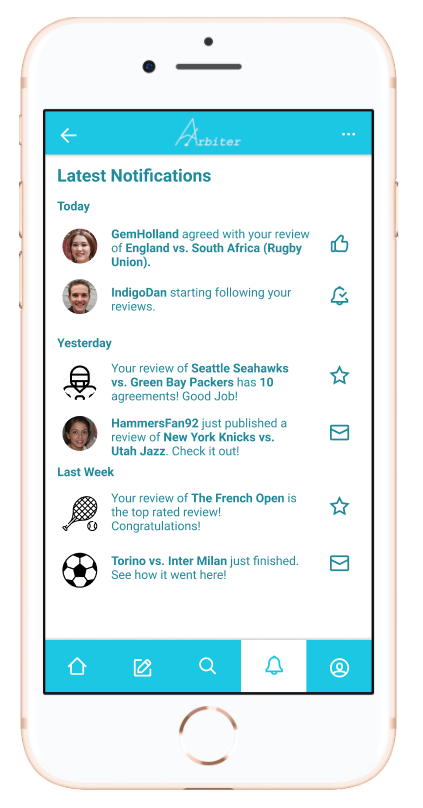 Arbiter
Latest Notifications
Today
GemHolland agreed with your review
of England vs. South Africa (Rugby
Union).
IndigoDan starting following your
reviews.
Yesterday
Your review of Seattle Seahawks
vs. Green Bay Packers has 10
agreements! Good Job!
HammersFan92 just published a
review of New York Knicks vs.
Utah Jazz. Check it out!
Last Week
Your review of The French Open is
the top rated review!
Congratulations!
Torino vs. Inter Milan just finished.
See how it went here!